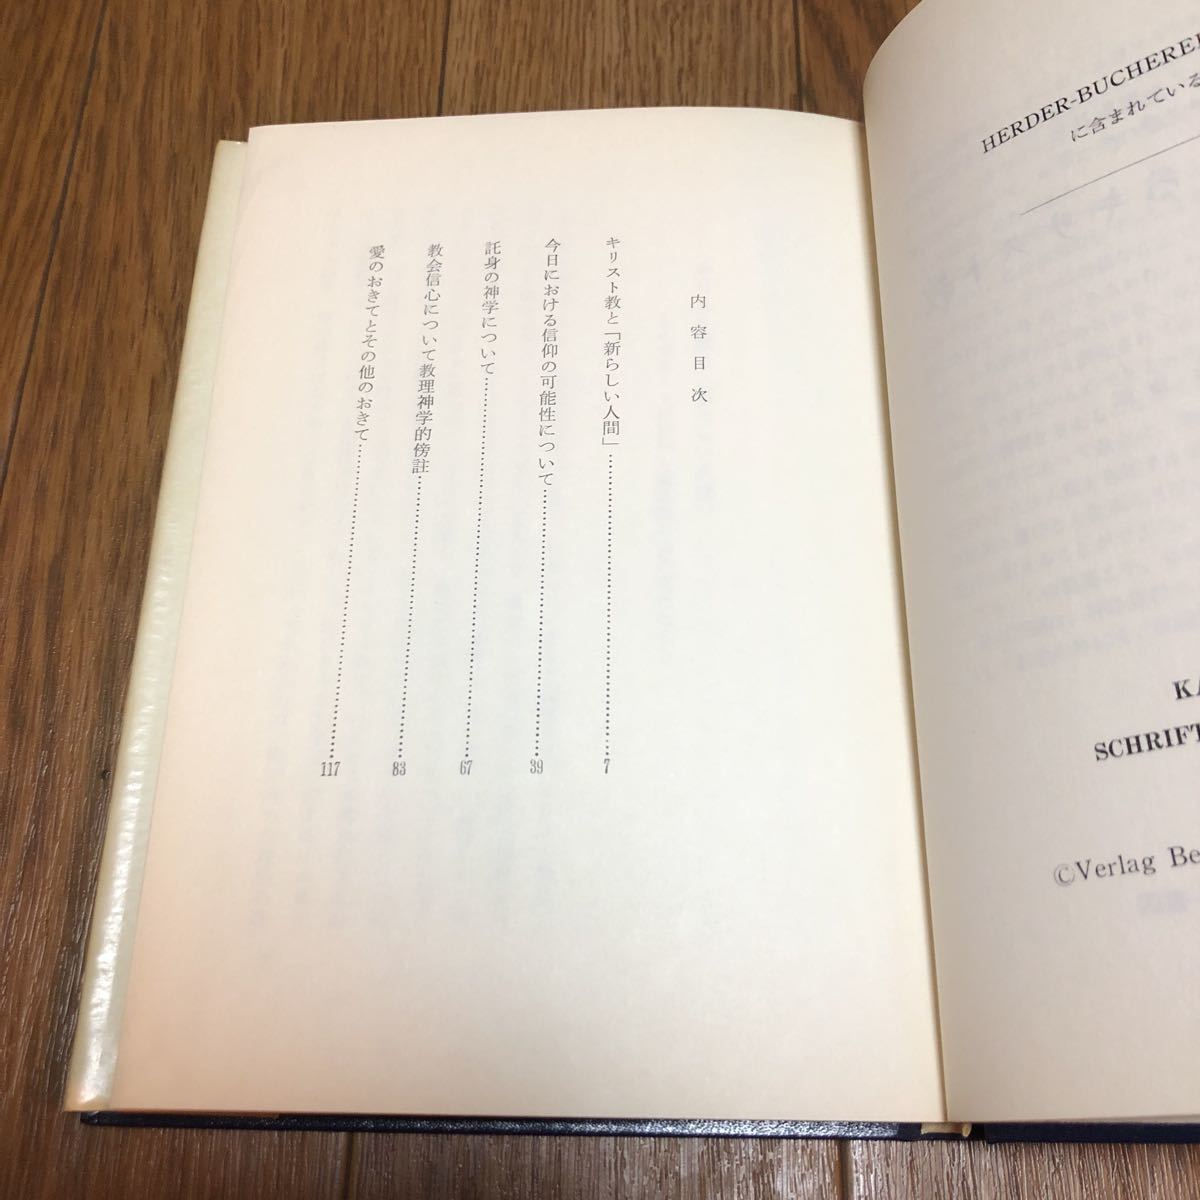 HERDER-BUCHEREI
に含まれている
KA
SCHRIFT
©Verlag Be
内容目次
キリスト教と「新らしい人間」……………………7
今日における信仰の可能性について……………………39
託身の神学について……………………67
教会信心について教理神学的傍註……………………83
愛のおきてとその他のおきて……………………117